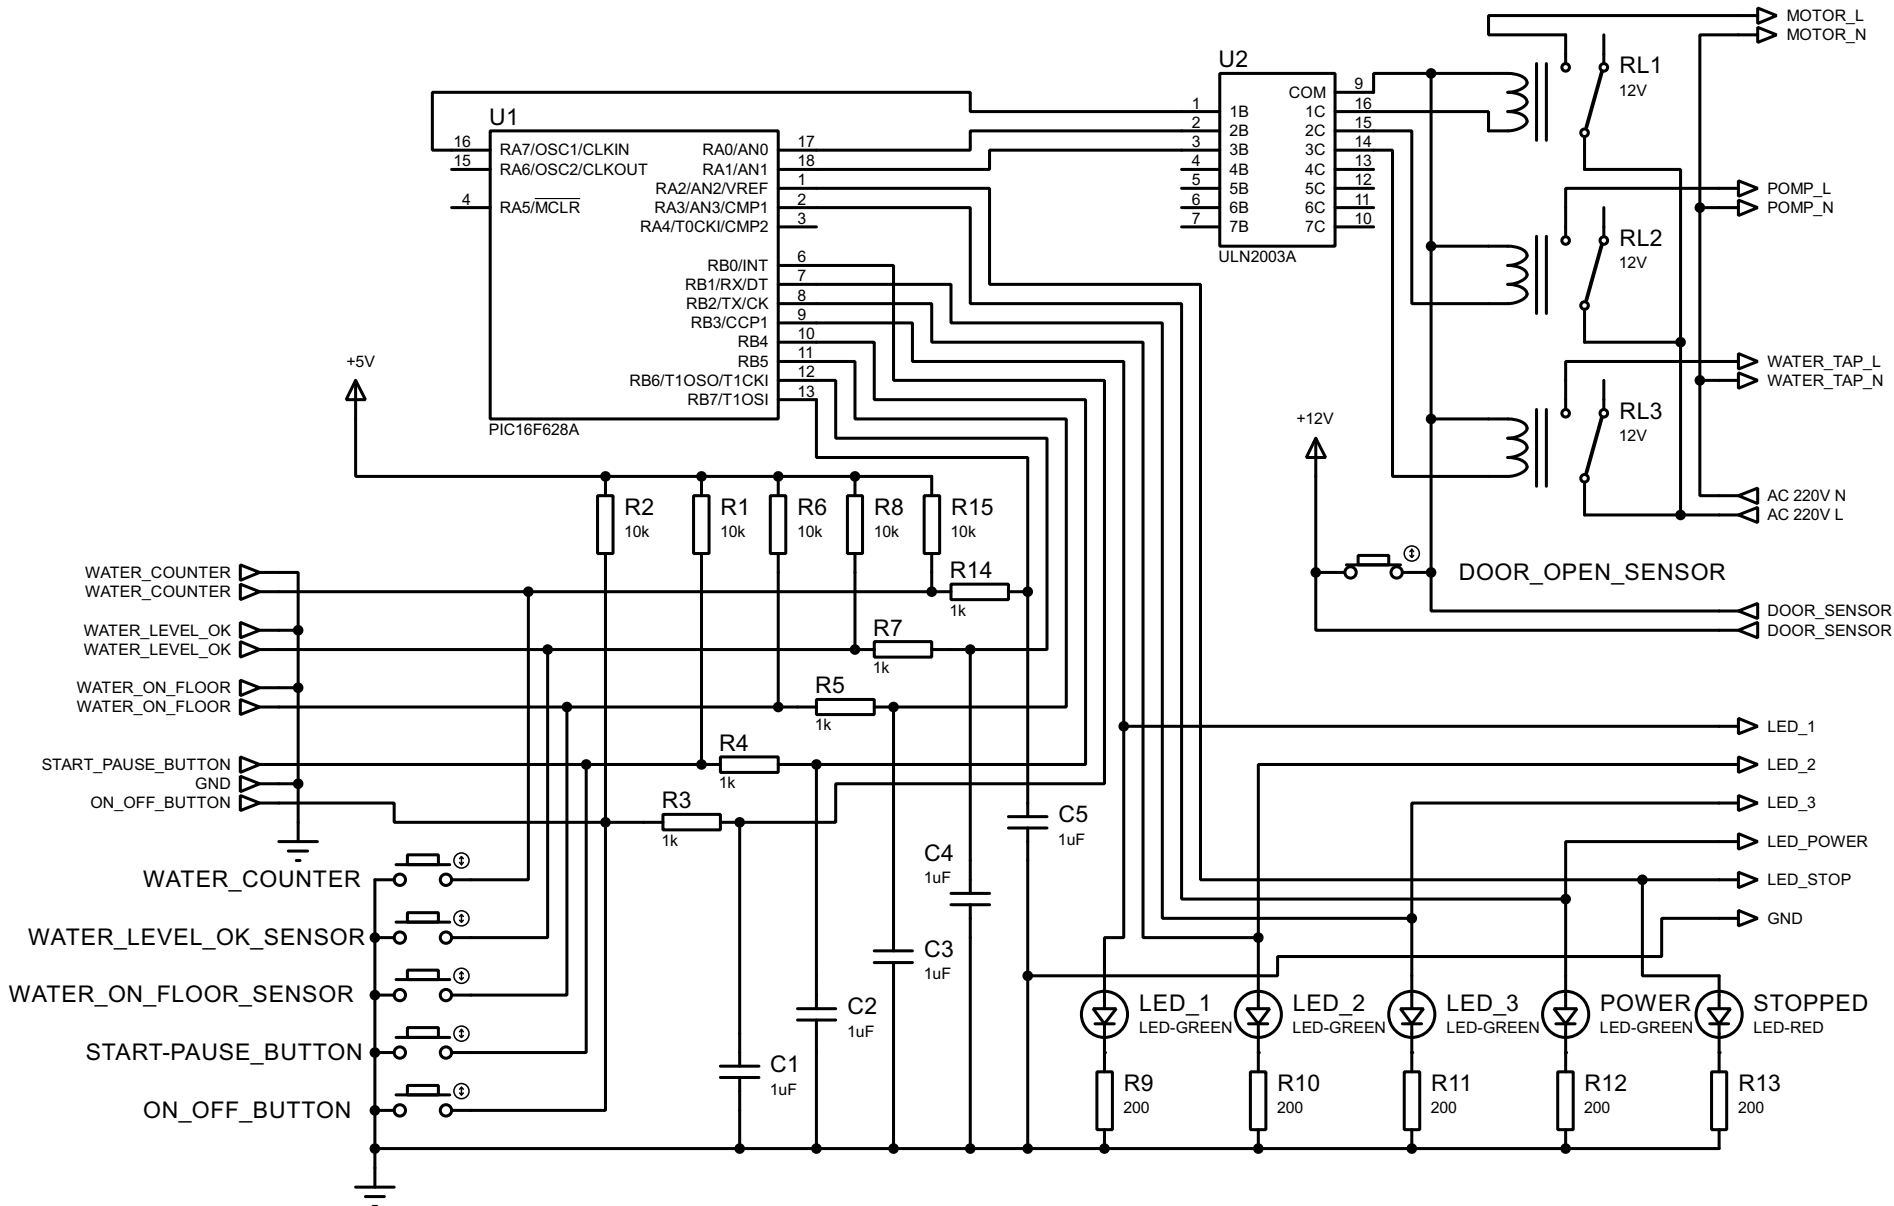 MOTOR_L
MOTOR_N
U2
RL1
12V
COM 9
1 1B 1C 16
2 2B 2C 15
3 3B 3C 14
4 4B 4C 13
5 5B 5C 12
6 6B 6C 11
7 7B 7C 10
ULN2003A
U1
16 RA7/OSC1/CLKIN RA0/AN0 17
15 RA6/OSC2/CLKOUT RA1/AN1 18
RA2/AN2/VREF 1
4 RA5/MCLR RA3/AN3/CMP1 2
RA4/T0CKI/CMP2 3
RB0/INT 6
RB1/RX/DT 7
RB2/TX/CK 8
RB3/CCP1 9
RB4 10
RB5 11
RB6/T1OSO/T1CKI 12
RB7/T1OSI 13
PIC16F628A
POMP_L
POMP_N
RL2
12V
WATER_TAP_L
WATER_TAP_N
RL3
12V
+5V
+12V
AC 220V N
AC 220V L
R2
10k
R1
10k
R6
10k
R8
10k
R15
10k
DOOR_OPEN_SENSOR
DOOR_SENSOR
DOOR_SENSOR
WATER_COUNTER
WATER_COUNTER
R14
1k
WATER_LEVEL_OK
WATER_LEVEL_OK
R7
1k
WATER_ON_FLOOR
WATER_ON_FLOOR
R5
1k
START_PAUSE_BUTTON
GND
ON_OFF_BUTTON
R4
1k
R3
1k
LED_1
LED_2
LED_3
LED_POWER
LED_STOP
GND
C5
1uF
C4
1uF
C3
1uF
C2
1uF
C1
1uF
WATER_COUNTER
WATER_LEVEL_OK_SENSOR
WATER_ON_FLOOR_SENSOR
START-PAUSE_BUTTON
ON_OFF_BUTTON
LED_1
LED-GREEN
LED_2
LED-GREEN
LED_3
LED-GREEN
POWER
LED-GREEN
STOPPED
LED-RED
R9
200
R10
200
R11
200
R12
200
R13
200